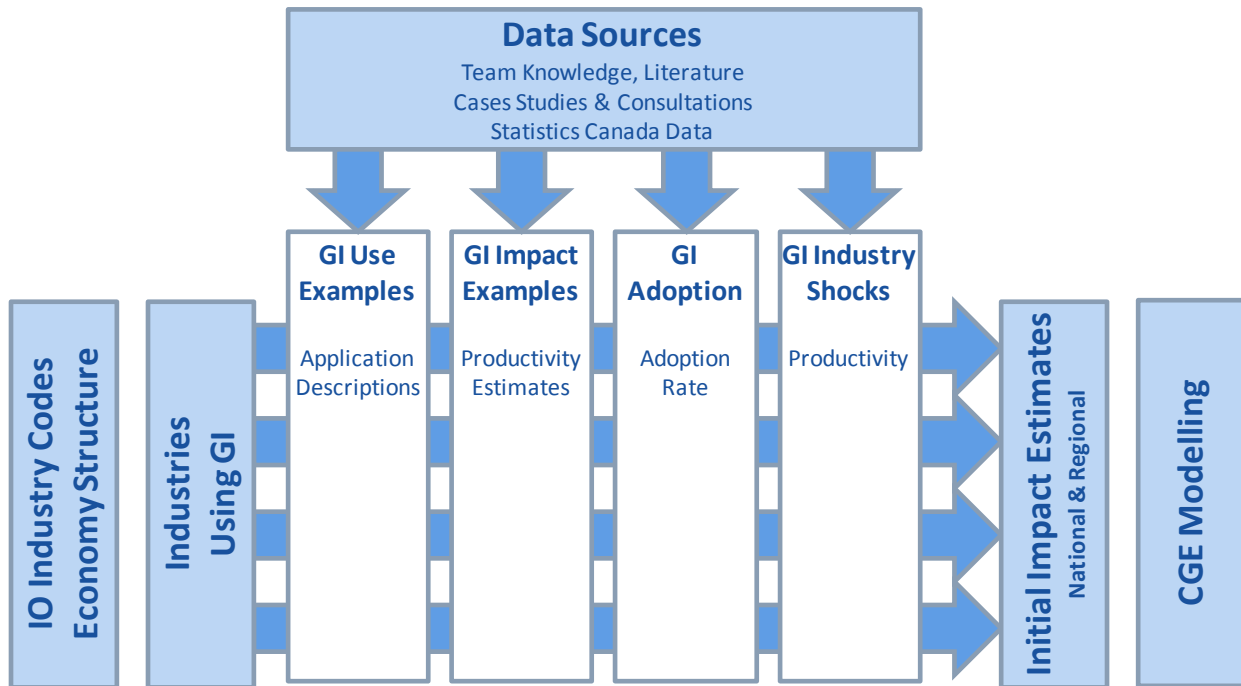 Data Sources
Team Knowledge, Literature
Cases Studies & Consultations
Statistics Canada Data
IO Industry Codes
Economy Structure
Industries
Using GI
GI Use
Examples
Application
Descriptions
GI Impact
Examples
Productivity
Estimates
GI
Adoption
Adoption
Rate
GI Industry
Shocks
Productivity
Initial Impact Estimates
National & Regional
CGE Modelling